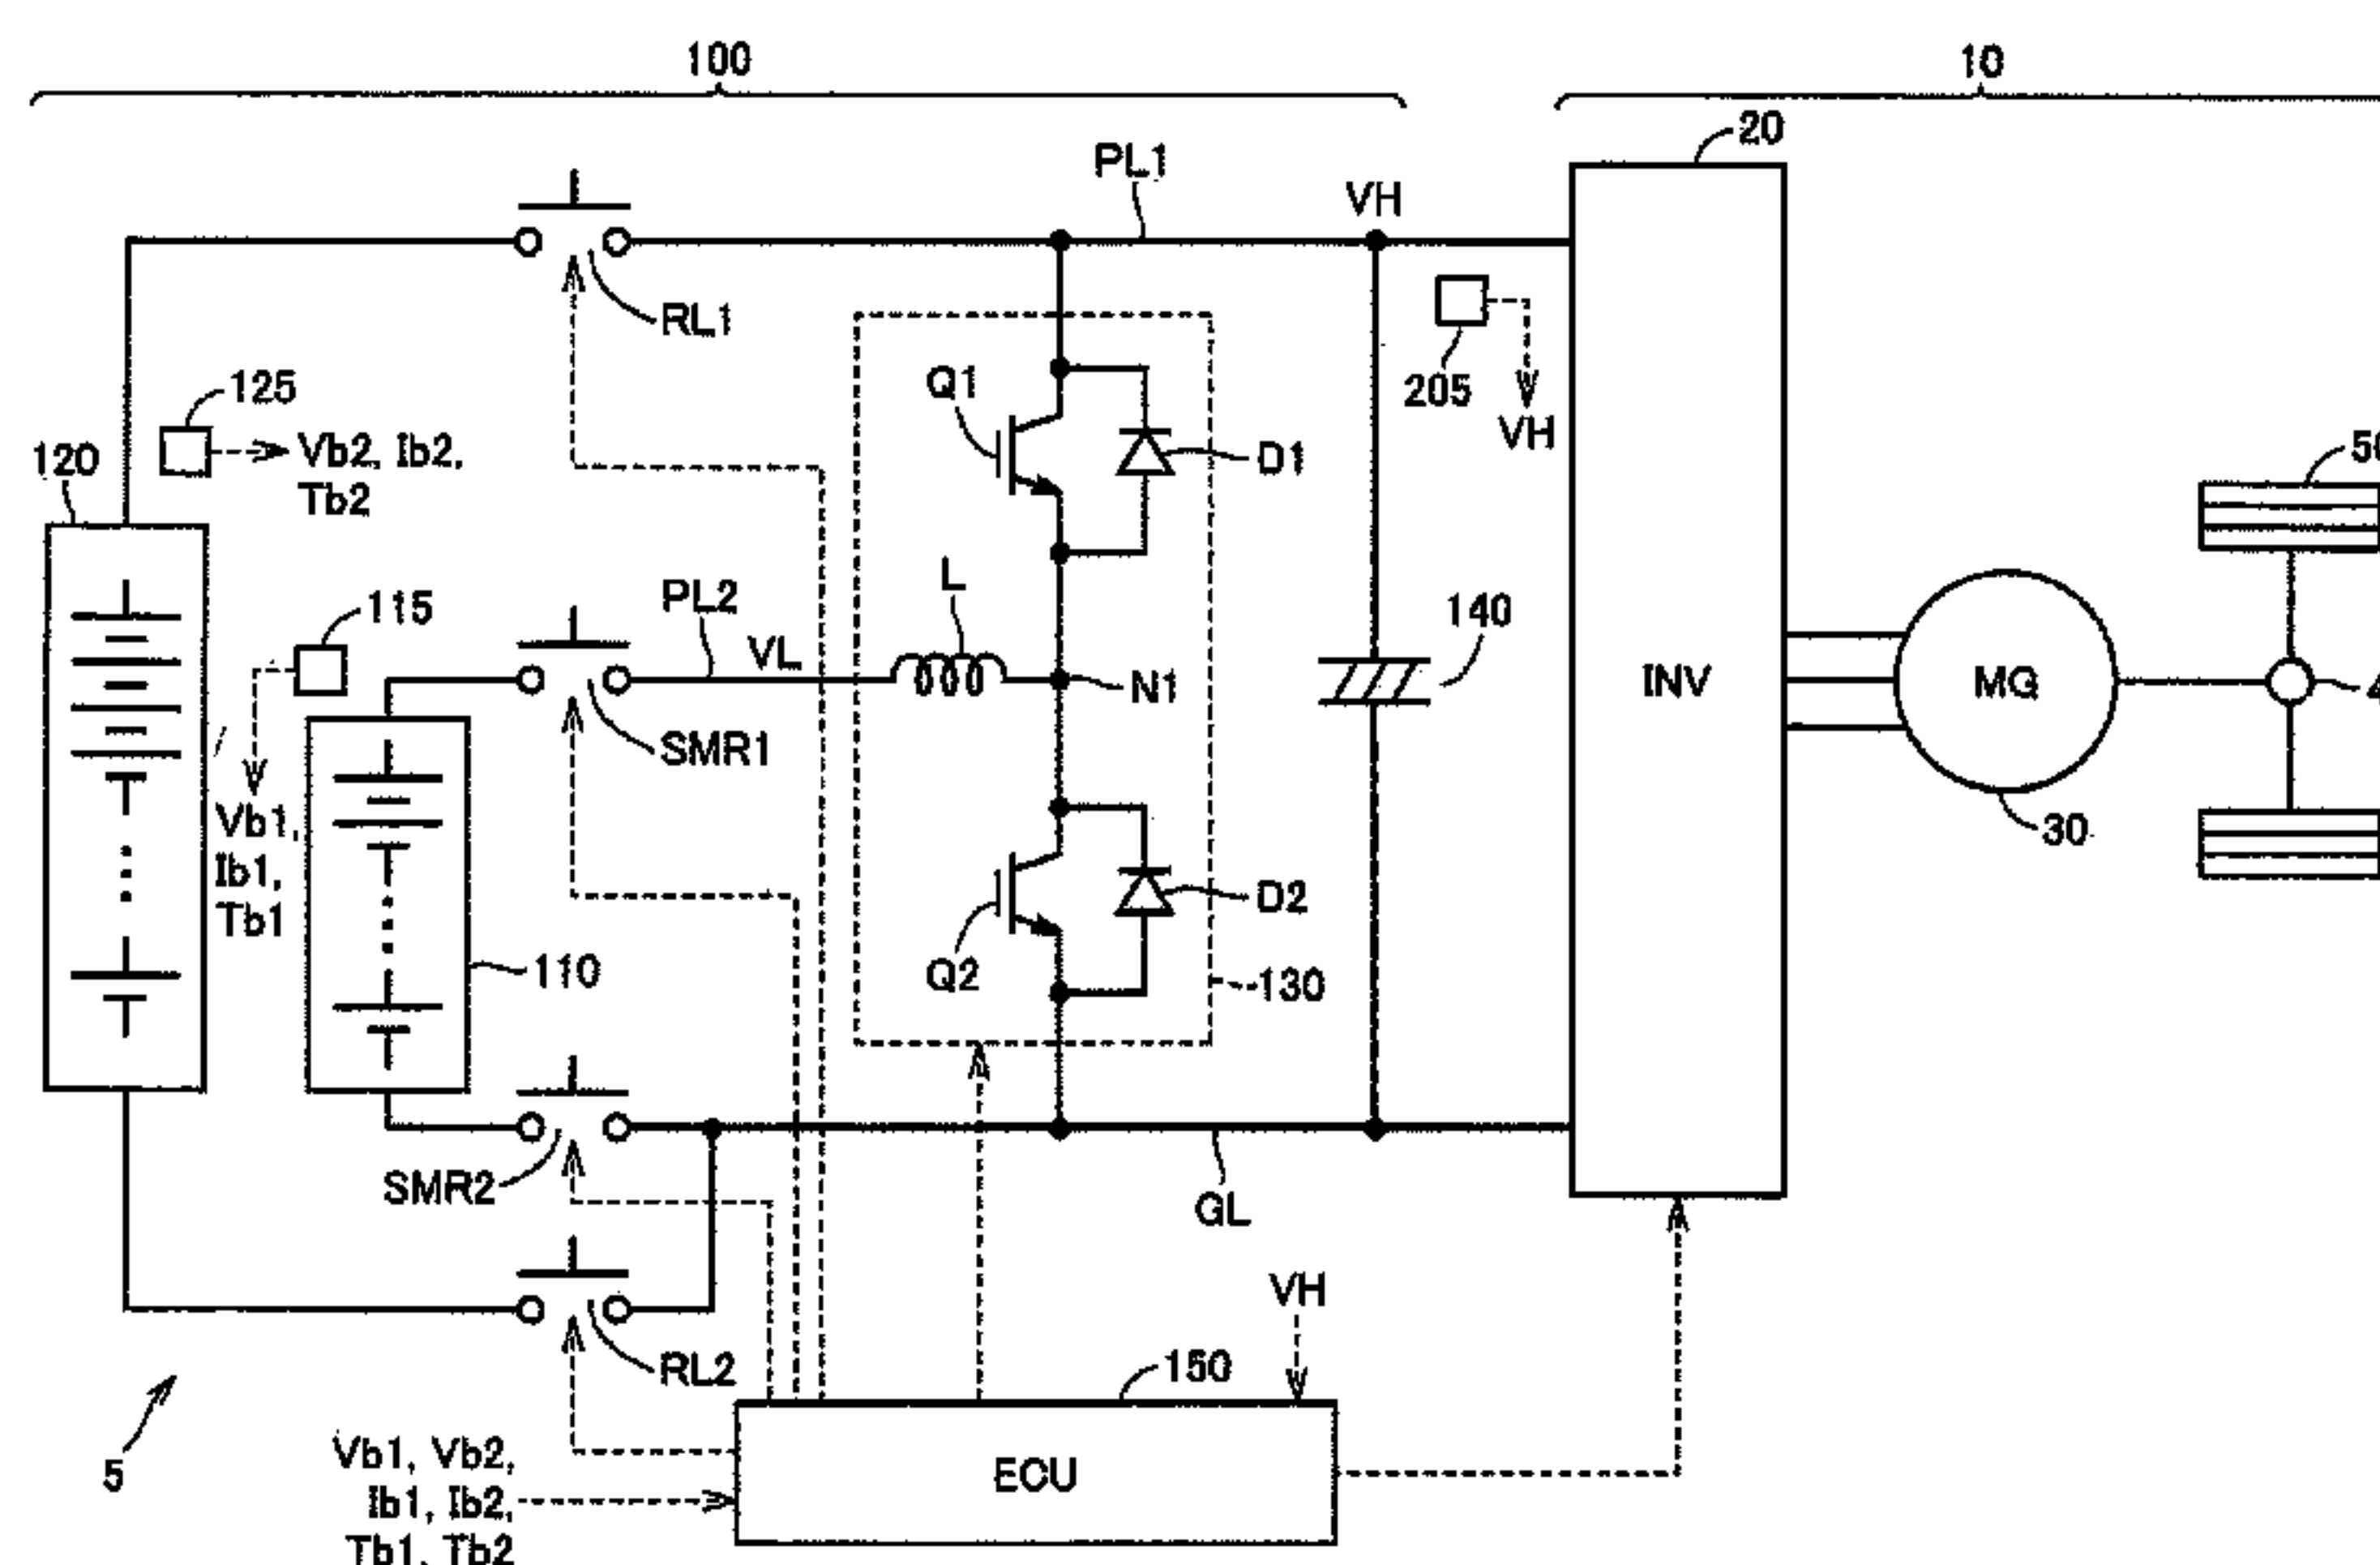 100
10
20
PL1
VH
RL1
125
Q1
205
120
Vb2, Ib2,
Tb2
D1
VH
L
115
PL2
140
VL
N1
INV
MG
SMR1
Vb1,
Ib1,
Tb1
30
D2
110
Q2
130
SMR2
GL
VH
RL2
150
5
Vb1, Vb2,
Ib1, Ib2,
Tb1, Tb2
ECU